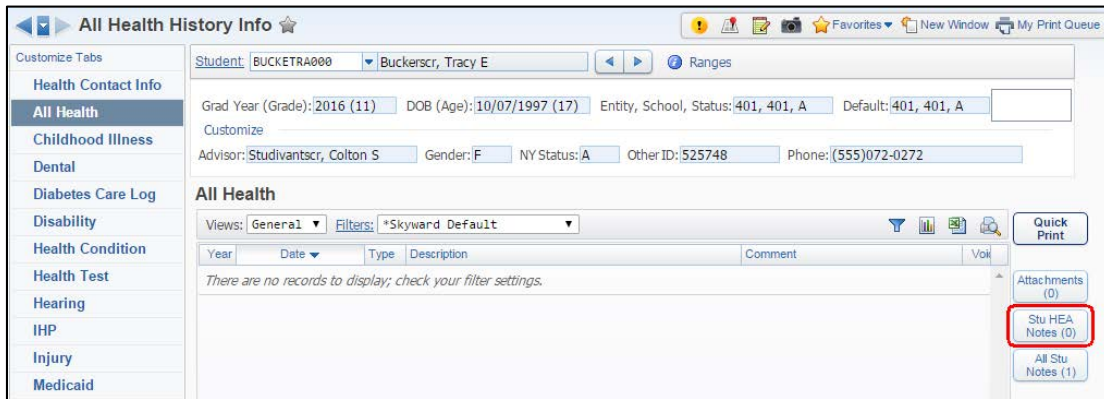 All Health History Info
Favorites New Window My Print Queue
Customize Tabs
Health Contact Info
All Health
Childhood Illness
Dental
Diabetes Care Log
Disability
Health Condition
Health Test
Hearing
IHP
Injury
Medicaid
Student: BUCKETRA000 Buckerscr, Tracy E Ranges
Grad Year (Grade): 2016 (11) DOB (Age): 10/07/1997 (17) Entity, School, Status: 401, 401, A Default: 401, 401, A
Customize
Advisor: Studivantscr, Colton S Gender: F NY Status: A Other ID: 525748 Phone: (555)072-0272
All Health
Views: General Filters: *Skyward Default
Year Date Type Description Comment Voi
There are no records to display; check your filter settings.
Quick
Print
Attachments
(0)
Stu HEA
Notes (0)
All Stu
Notes (1)